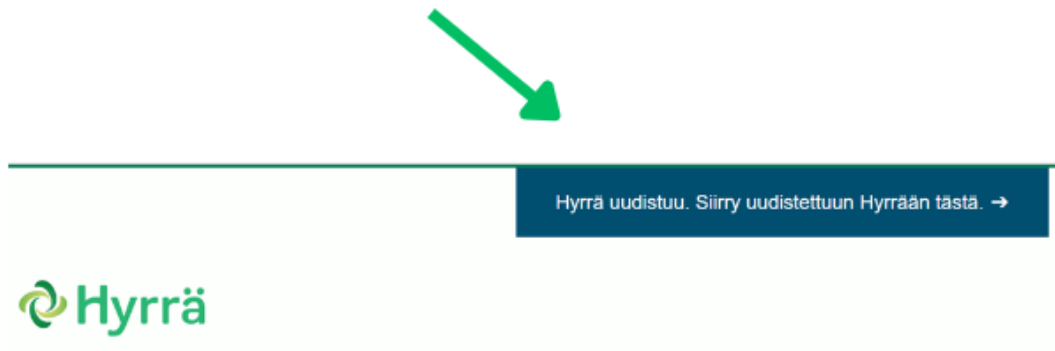 Hyrrä uudistuu. Siirry uudistettuun Hyrrään tästä. →
Hyrrä